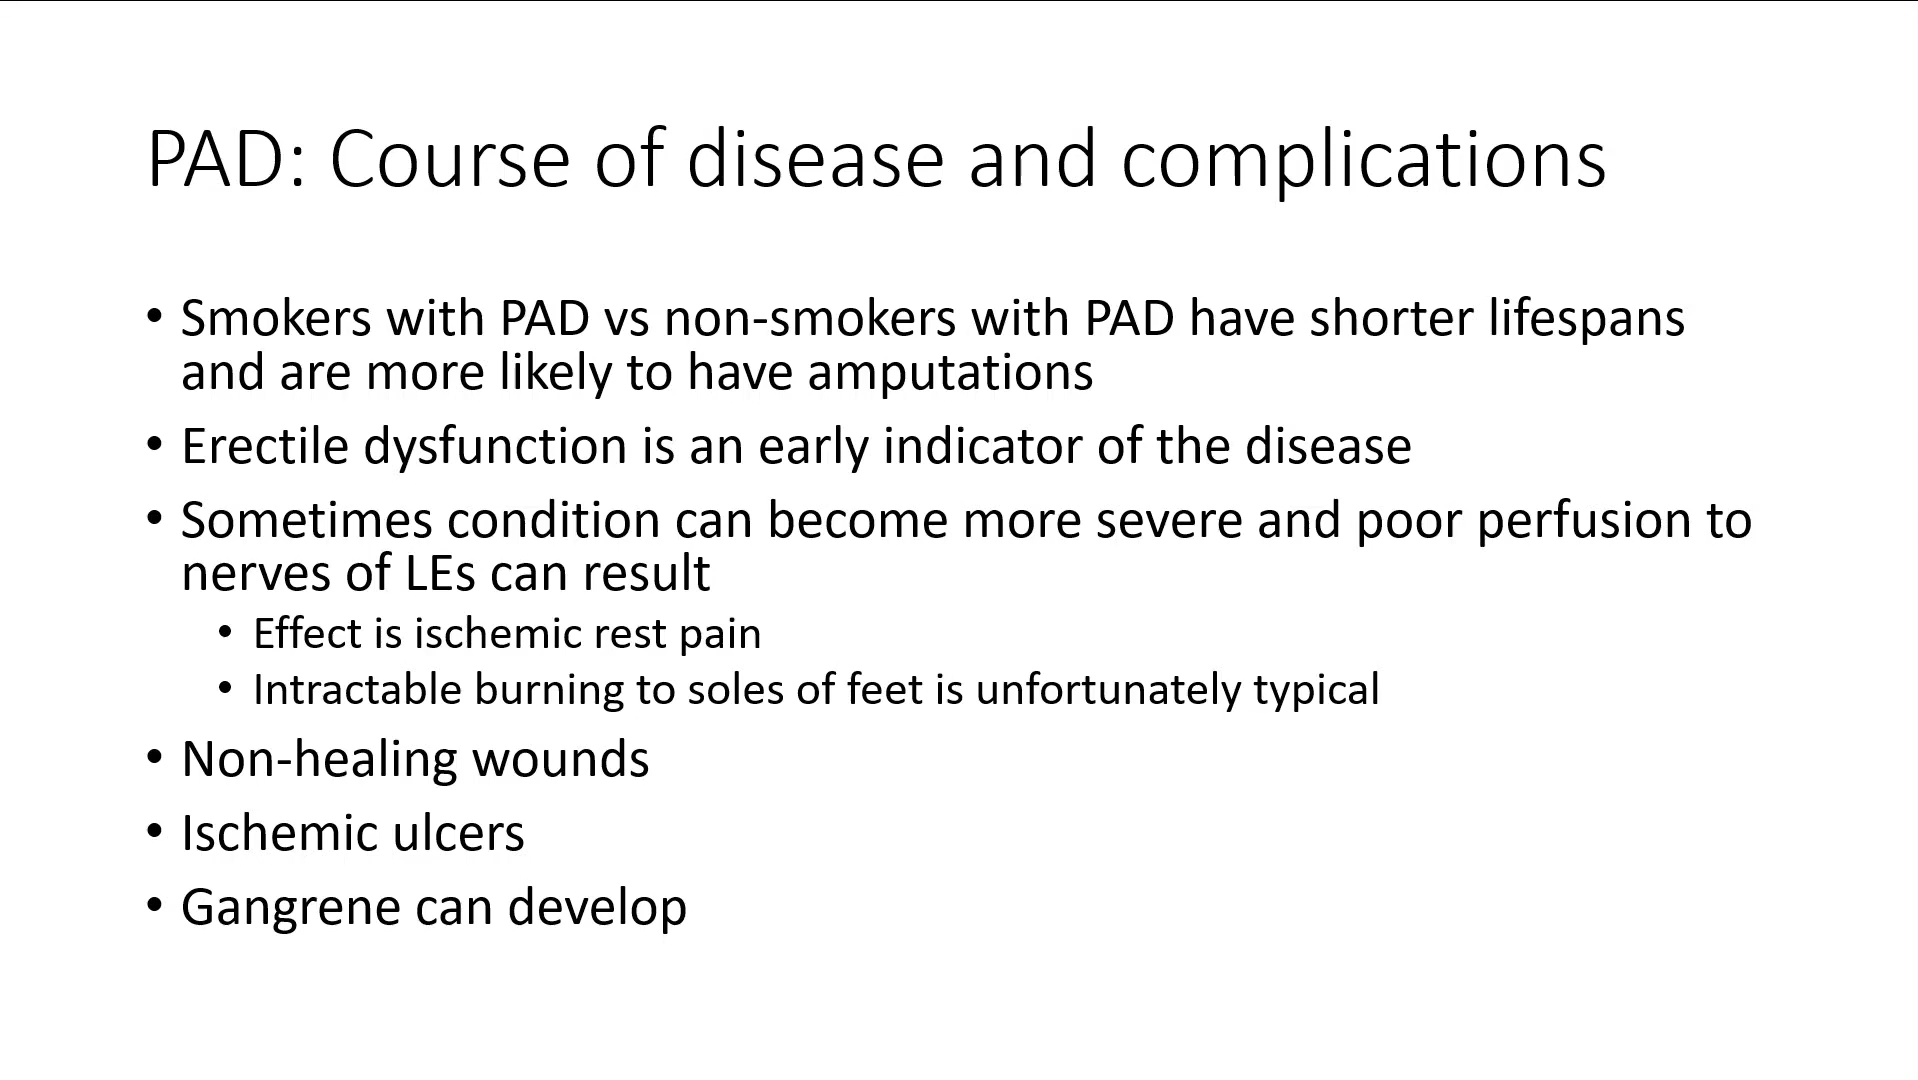 PAD: Course of disease and complications
• Smokers with PAD vs non-smokers with PAD have shorter lifespans
and are more likely to have amputations
• Erectile dysfunction is an early indicator of the disease
• Sometimes condition can become more severe and poor perfusion to
nerves of LEs can result
• Effect is ischemic rest pain
• Intractable burning to soles of feet is unfortunately typical
• Non-healing wounds
• Ischemic ulcers
• Gangrene can develop